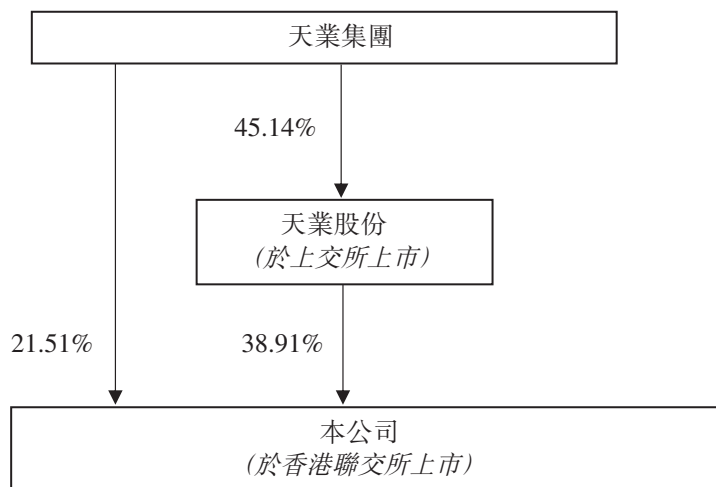 天業集團
45.14%
天業股份
(於上交所上市)
21.51%
38.91%
本公司
(於香港聯交所上市)